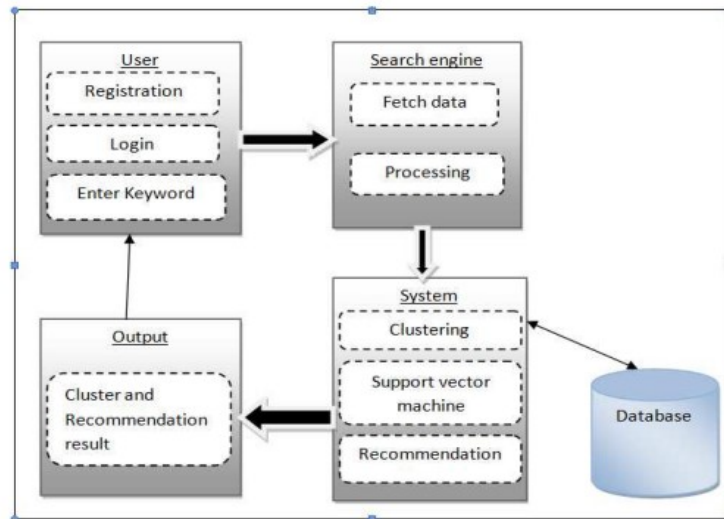 User
Registration
Login
Enter Keyword
Search engine
Fetch data
Processing
System
Clustering
Support vector
machine
Recommendation
Database
Output
Cluster and
Recommendation
result